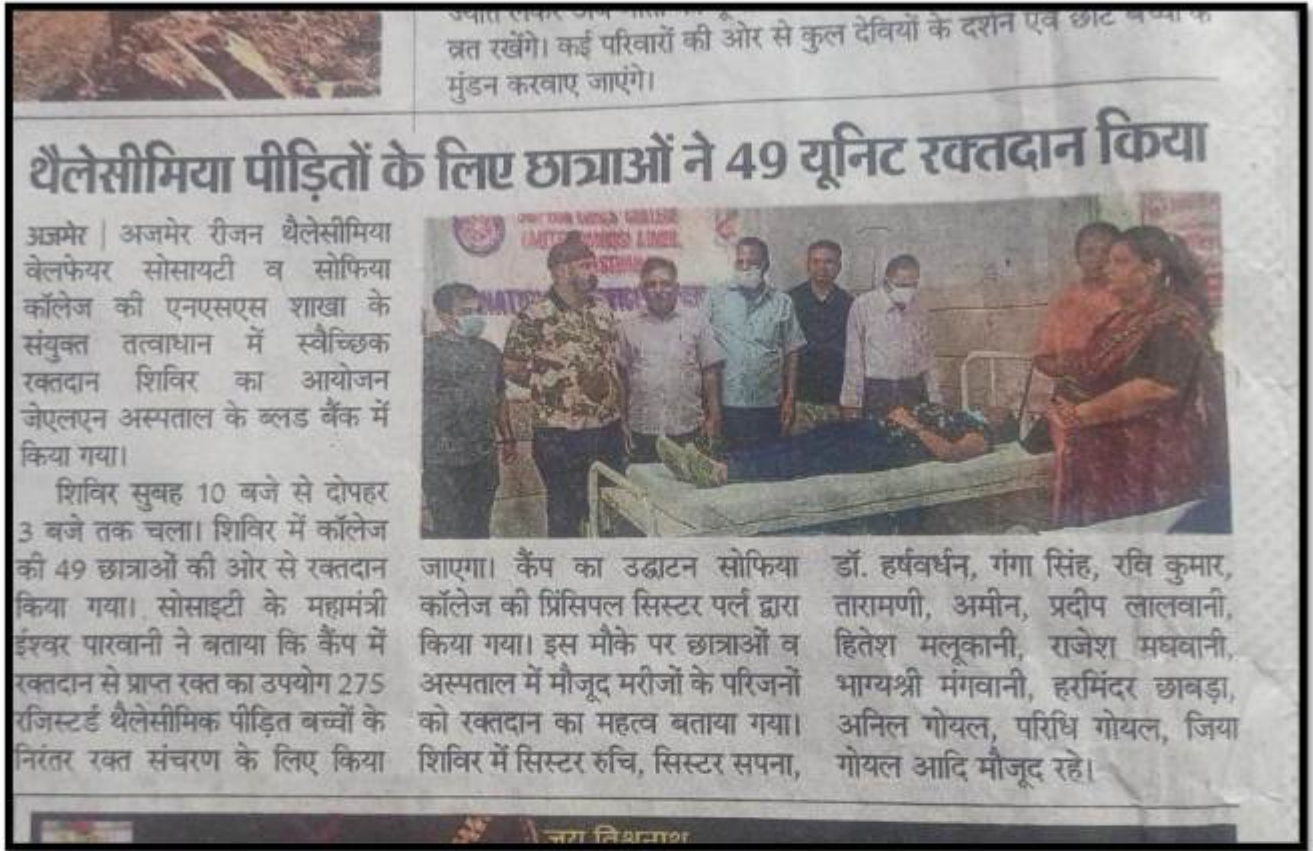 व्रत रखेंगे। कई परिवारों की ओर से कुल देवियों के दर्शन एवं छोटे बच्चों के
मुंडन करवाए जाएंगे।
थैलेसीमिया पीड़ितों के लिए छात्राओं ने 49 यूनिट रक्तदान किया
अजमेर | अजमेर रीजन थैलेसीमिया
वेलफेयर सोसायटी व सोफिया
कॉलेज की एनएसएस शाखा के
संयुक्त तत्वाधान में स्वैच्छिक
रक्तदान शिविर का आयोजन
जेएलएन अस्पताल के ब्लड बैंक में
किया गया।
शिविर सुबह 10 बजे से दोपहर
3 बजे तक चला। शिविर में कॉलेज
की 49 छात्राओं की ओर से रक्तदान
किया गया। सोसाइटी के महामंत्री
ईश्वर पारवानी ने बताया कि कैंप में
रक्तदान से प्राप्त रक्त का उपयोग 275
रजिस्टर्ड थैलेसीमिक पीड़ित बच्चों के
निरंतर रक्त संचरण के लिए किया
जाएगा। कैंप का उद्घाटन सोफिया
कॉलेज की प्रिंसिपल सिस्टर पर्ल द्वारा
किया गया। इस मौके पर छात्राओं व
अस्पताल में मौजूद मरीजों के परिजनों
को रक्तदान का महत्व बताया गया।
शिविर में सिस्टर रुचि, सिस्टर सपना,
डॉ. हर्षवर्धन, गंगा सिंह, रवि कुमार,
तारामणी, अमीन, प्रदीप लालवानी,
हितेश मलूकानी, राजेश मघवानी,
भाग्यश्री मंगवानी, हरमिंदर छाबड़ा,
अनिल गोयल, परिधि गोयल, जिया
गोयल आदि मौजूद रहे।